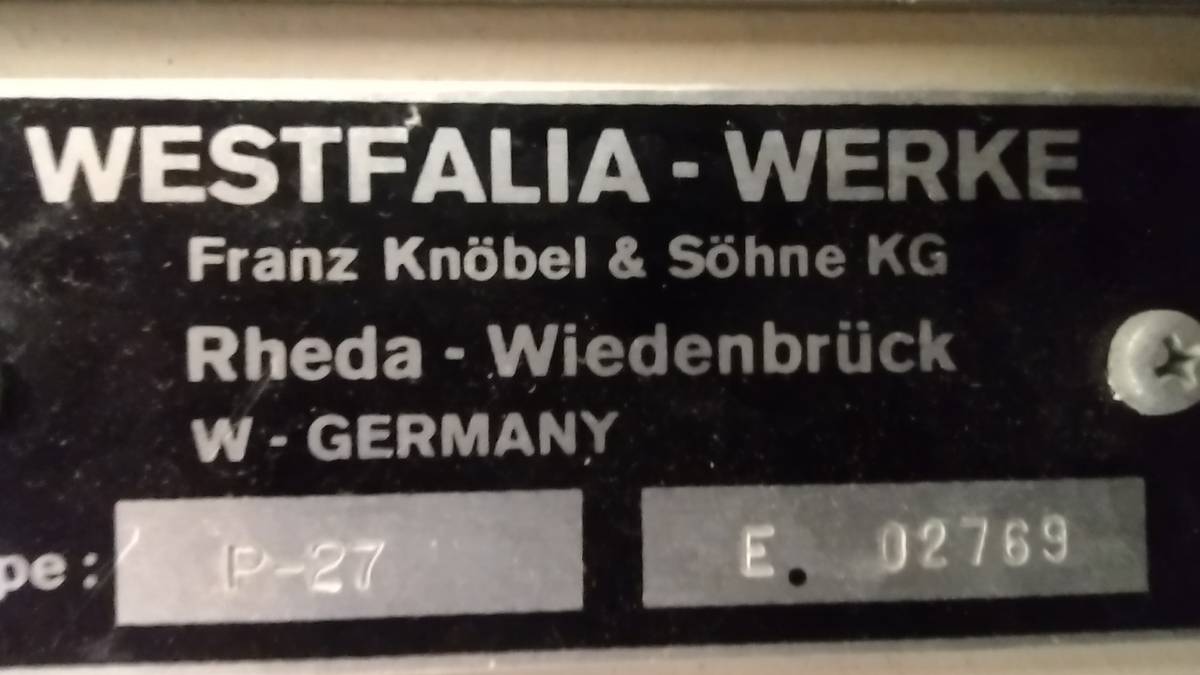 WESTFALIA - WERKE
Franz Knöbel & Söhne KG
Rheda - Wiedenbrück
W - GERMANY
pe: P-27 E. 02769